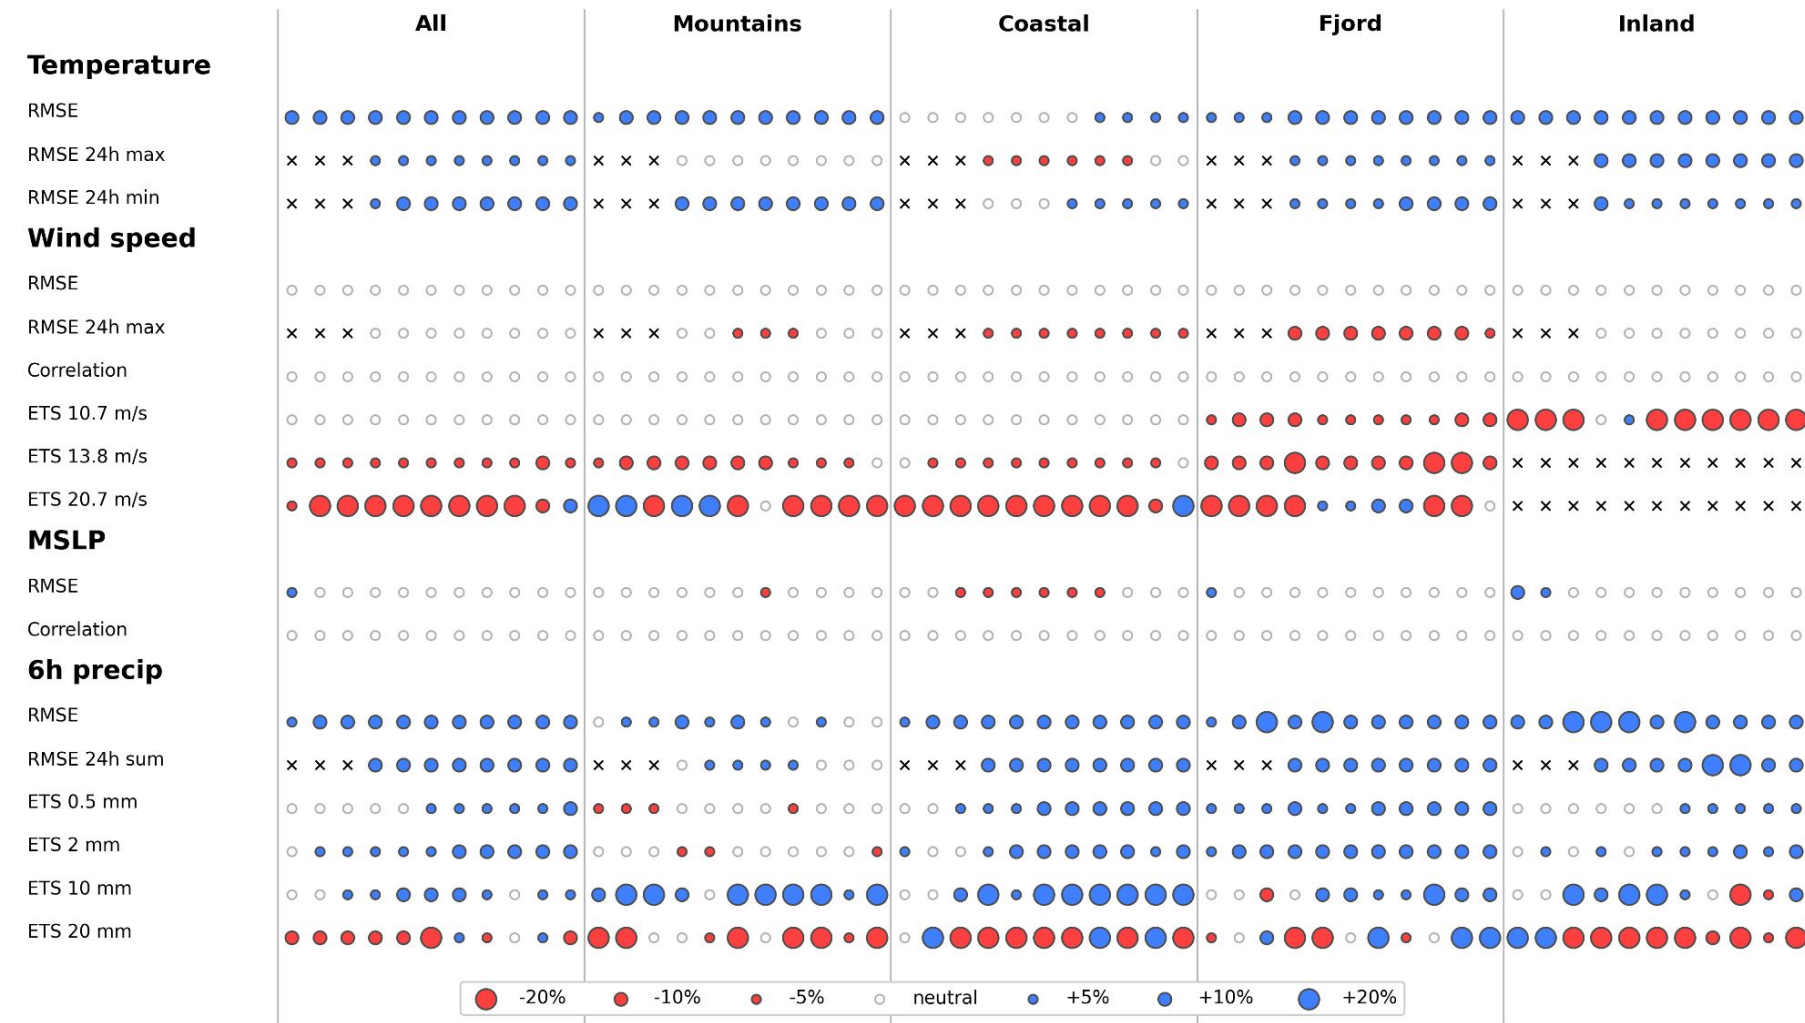 All Mountains Coastal Fjord Inland
Temperature
RMSE
RMSE 24h max
RMSE 24h min
Wind speed
RMSE
RMSE 24h max
Correlation
ETS 10.7 m/s
ETS 13.8 m/s
ETS 20.7 m/s
MSLP
RMSE
Correlation
6h precip
RMSE
RMSE 24h sum
ETS 0.5 mm
ETS 2 mm
ETS 10 mm
ETS 20 mm
-20% -10% -5% neutral +5% +10% +20%